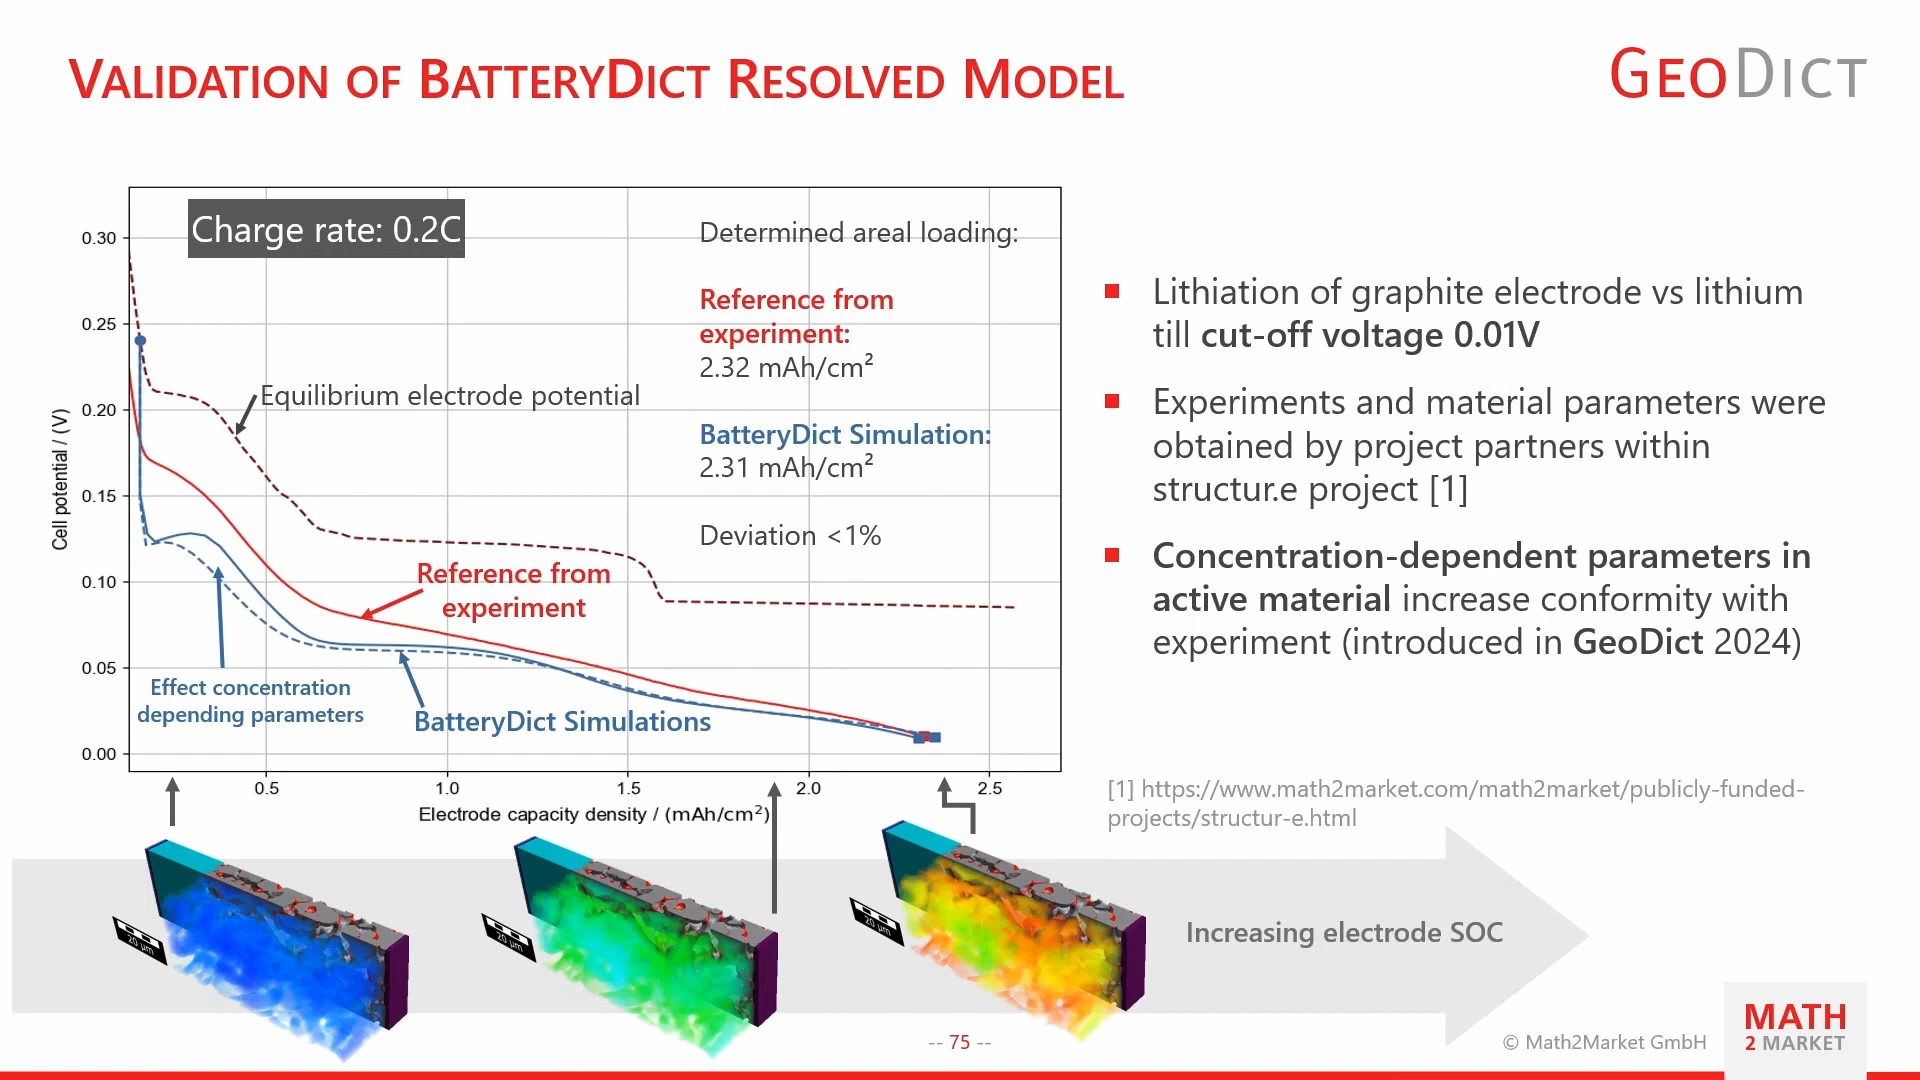 VALIDATION OF BATTERYDICT RESOLVED MODEL
GEODICT
Charge rate: 0.2C
Determined areal loading:
Reference from
experiment:
2.32 mAh/cm²
BatteryDict Simulation:
2.31 mAh/cm²
Deviation <1%
Equilibrium electrode potential
Reference from
experiment
Effect concentration
depending parameters
BatteryDict Simulations
Cell potential / (V)
0.30
0.25
0.20
0.15
0.10
0.05
0.00
0.5
1.0
1.5
2.0
2.5
Electrode capacity density / (mAh/cm²)
Lithiation of graphite electrode vs lithium
till cut-off voltage 0.01V
Experiments and material parameters were
obtained by project partners within
structur.e project [1]
Concentration-dependent parameters in
active material increase conformity with
experiment (introduced in GeoDict 2024)
[1] https://www.math2market.com/math2market/publicly-funded-
projects/structur-e.html
20 µm
20 µm
20 µm
Increasing electrode SOC
-- 75 --
© Math2Market GmbH
MATH
2 MARKET